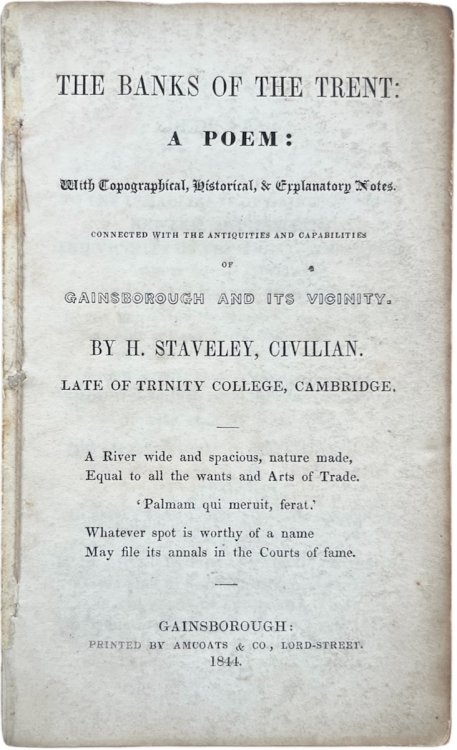 THE BANKS OF THE TRENT:
A POEM:
With Topographical, Historical, & Explanatory Notes.
CONNECTED WITH THE ANTIQUITIES AND CAPABILITIES
OF
GAINSBOROUGH AND ITS VICINITY.
BY H. STAVELEY, CIVILIAN.
LATE OF TRINITY COLLEGE, CAMBRIDGE.
A River wide and spacious, nature made,
Equal to all the wants and Arts of Trade.
‘Palmam qui meruit, ferat.’
Whatever spot is worthy of a name
May file its annals in the Courts of fame.
GAINSBOROUGH:
PRINTED BY AMCOATS & CO., LORD-STREET.
1844.